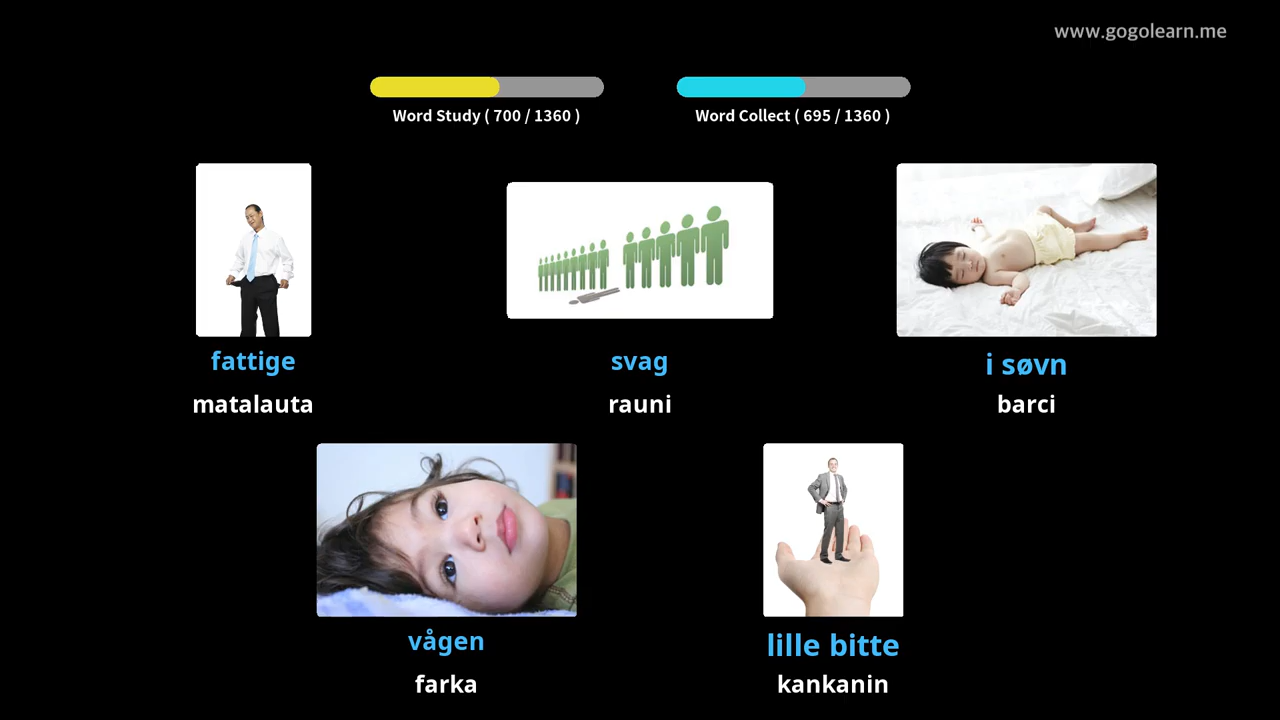 www.gogolearn.me
Word Study ( 700 / 1360 )
Word Collect ( 695 / 1360 )
fattige
matalauta
svag
rauni
i søvn
barci
vågen
farka
lille bitte
kankanin